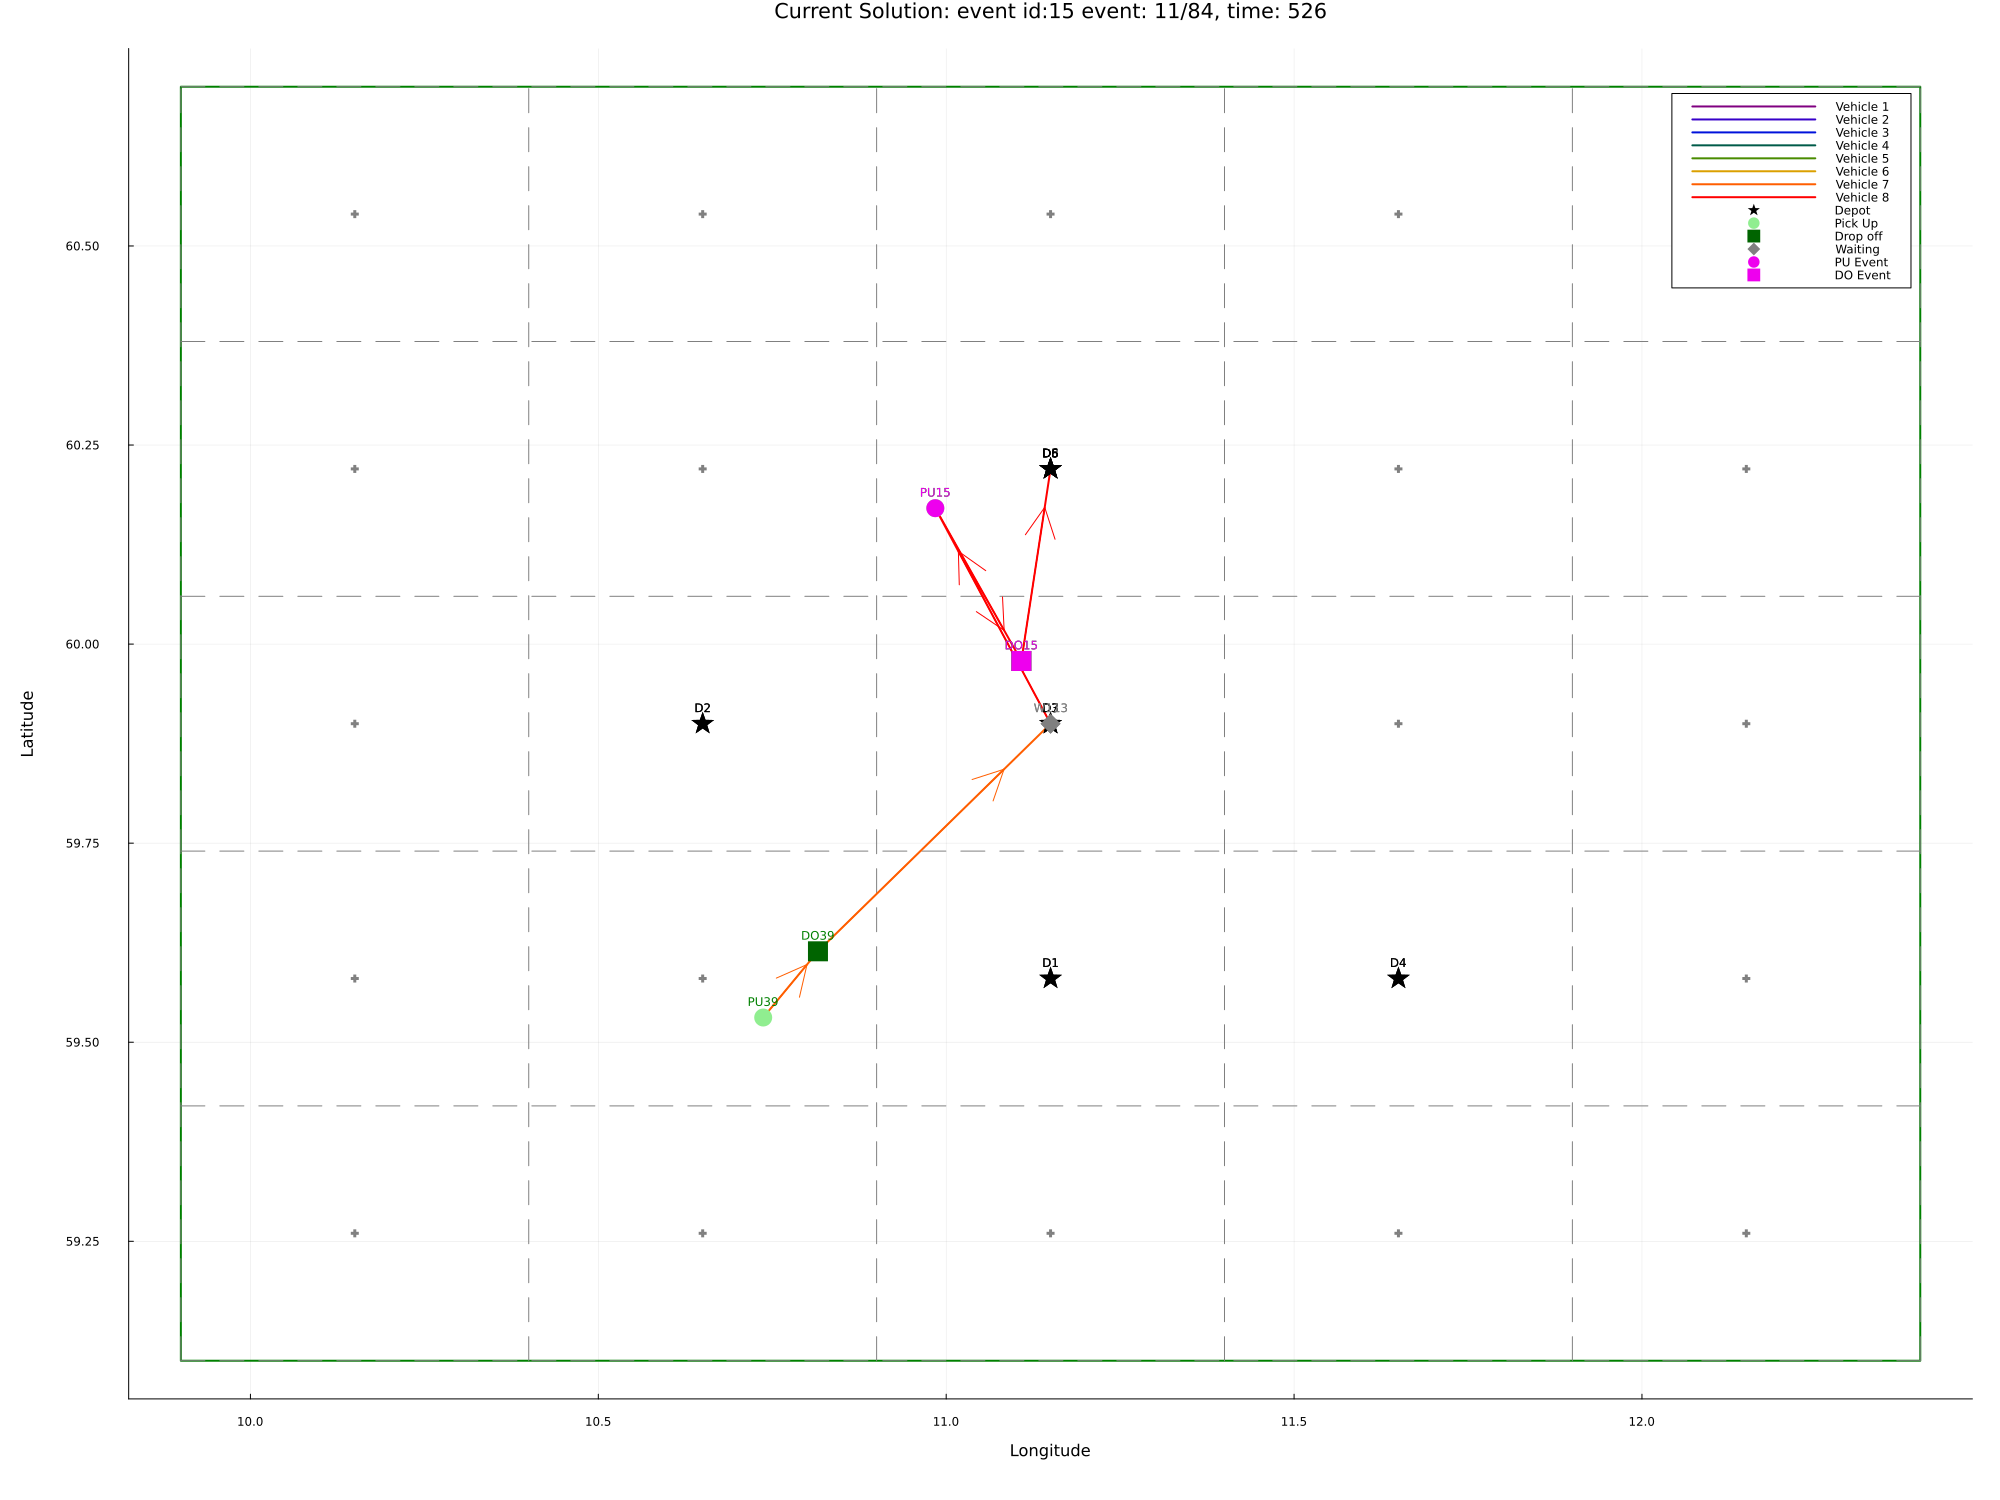 Current Solution: event id:15 event: 11/84, time: 526
Vehicle 1
Vehicle 2
Vehicle 3
Vehicle 4
Vehicle 5
Vehicle 6
Vehicle 7
Vehicle 8
Depot
Pick Up
Drop off
Waiting
PU Event
DO Event
60.50
60.25
60.00
59.75
59.50
59.25
Latitude
PU15
DO15
D2
DO39
PU39
D1
D4
10.0
10.5
11.0
11.5
12.0
Longitude